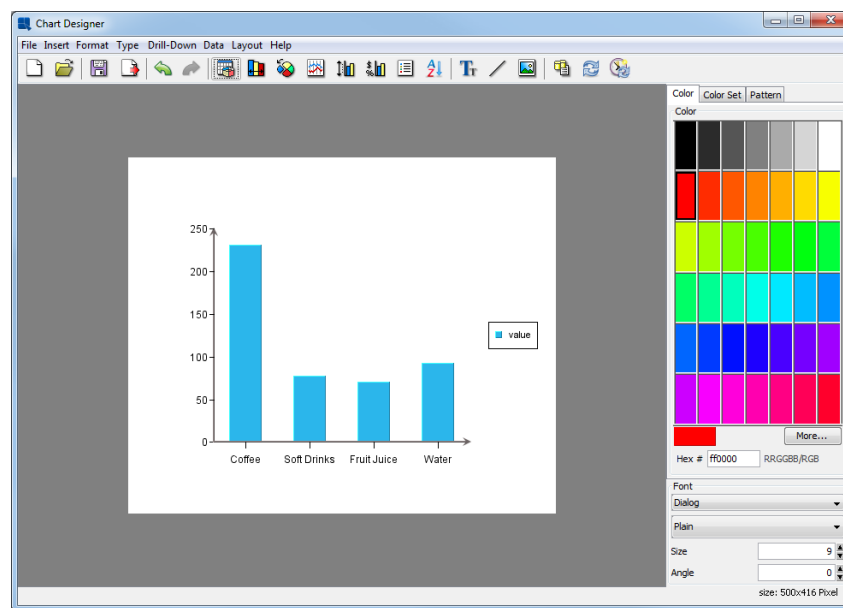 Chart Designer
File Insert Format Type Drill-Down Data Layout Help
Color Color Set Pattern
Color
250
200
150
100
50
0
Coffee Soft Drinks Fruit Juice Water
value
More...
Hex # ff0000 RRGGBB/RGB
Font
Dialog
Plain
Size 9
Angle 0
size: 500x416 Pixel